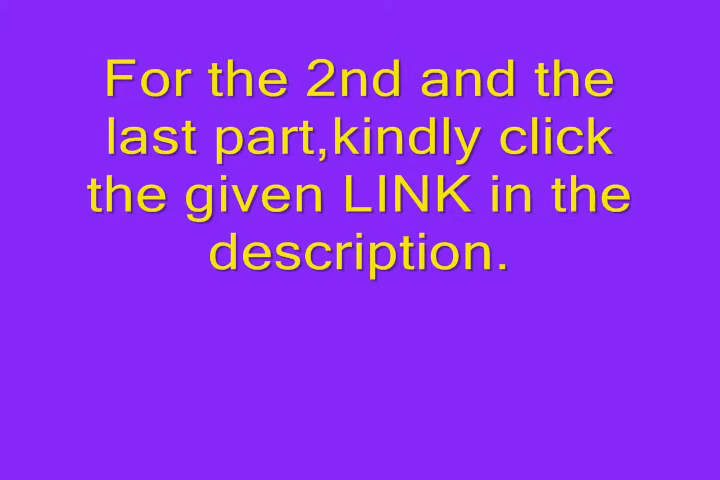 For the 2nd and the
last part,kindly click
the given LINK in the
description.